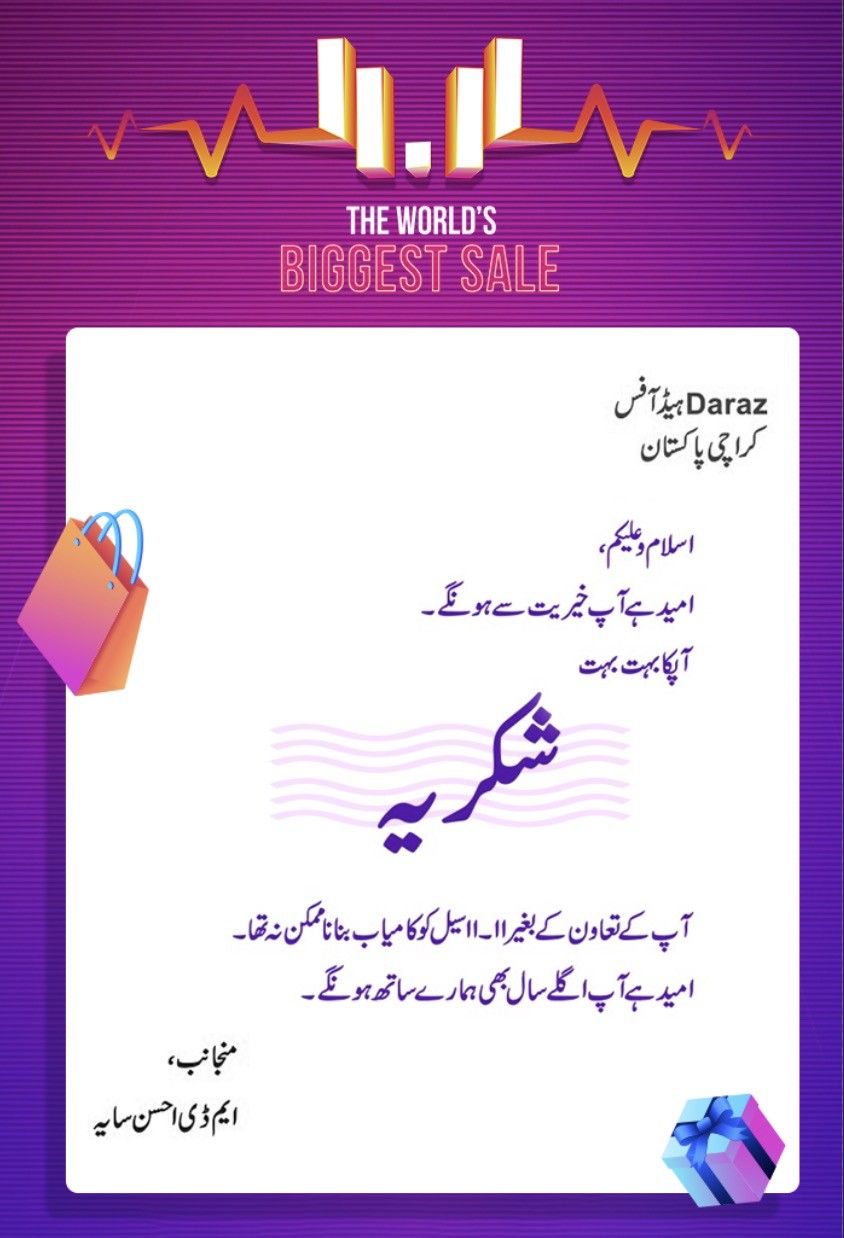 11.11
THE WORLD'S
BIGGEST SALE
Daraz ہیڈ آفس
کراچی پاکستان
اسلام وعلیکم،
امید ہے آپ خیریت سے ہونگے ۔
آپکا بہت بہت
شکریہ
آپ کے تعاون کے بغیر ۱۱۔۱۱ سیل کو کامیاب بنانا ممکن نہ تھا۔
امید ہے آپ اگلے سال بھی ہمارے ساتھ ہونگے ۔
منجانب،
ایم ڈی احسن سایہ